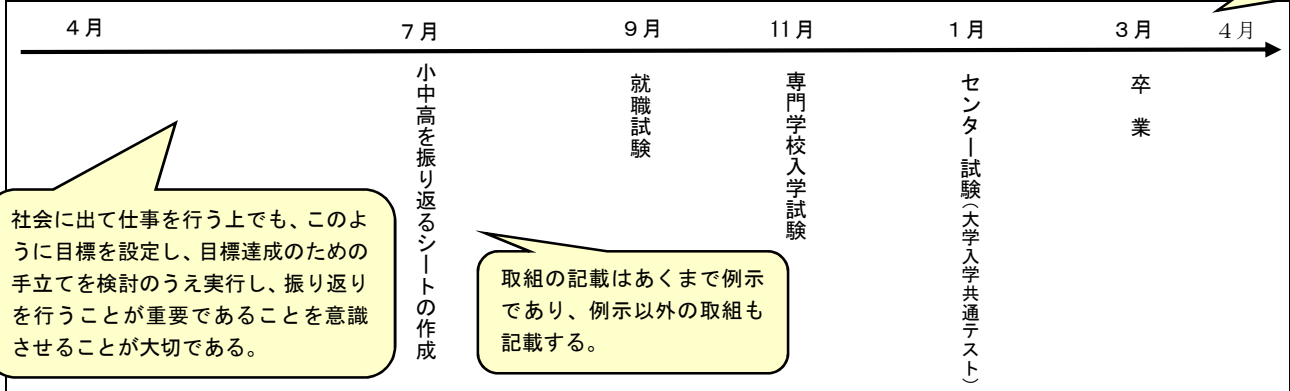 ４月
７月
９月
11月
１月
３月
４月
小中高を振り返るシートの作成
就職試験
専門学校入学試験
センター試験（大学入学共通テスト）
卒業
社会に出て仕事を行う上でも、このよ
うに目標を設定し、目標達成のための
手立てを検討のうえ実行し、振り返り
を行うことが重要であることを意識
させることが大切である。
取組の記載はあくまで例示
であり、例示以外の取組も
記載する。